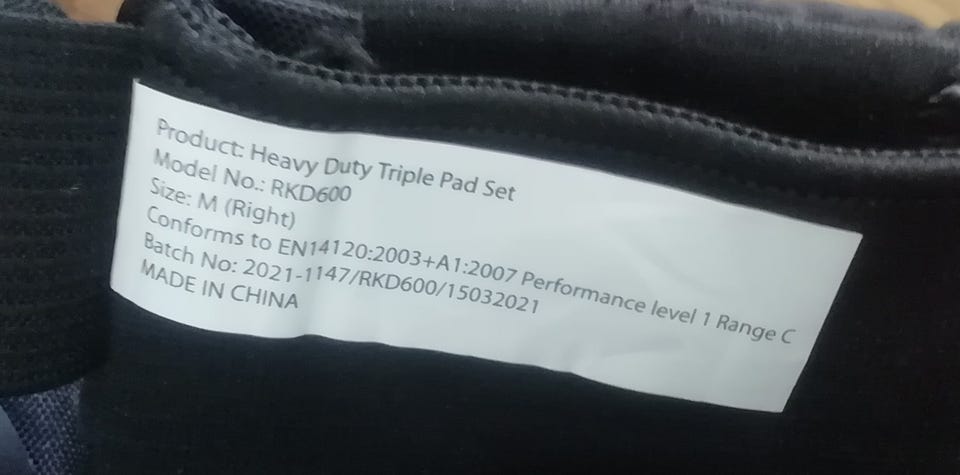 Product: Heavy Duty Triple Pad Set
Model No.: RKD600
Size: M (Right)
Conforms to EN14120:2003+A1:2007 Performance level 1 Range C
Batch No: 2021-1147/RKD600/15032021
MADE IN CHINA